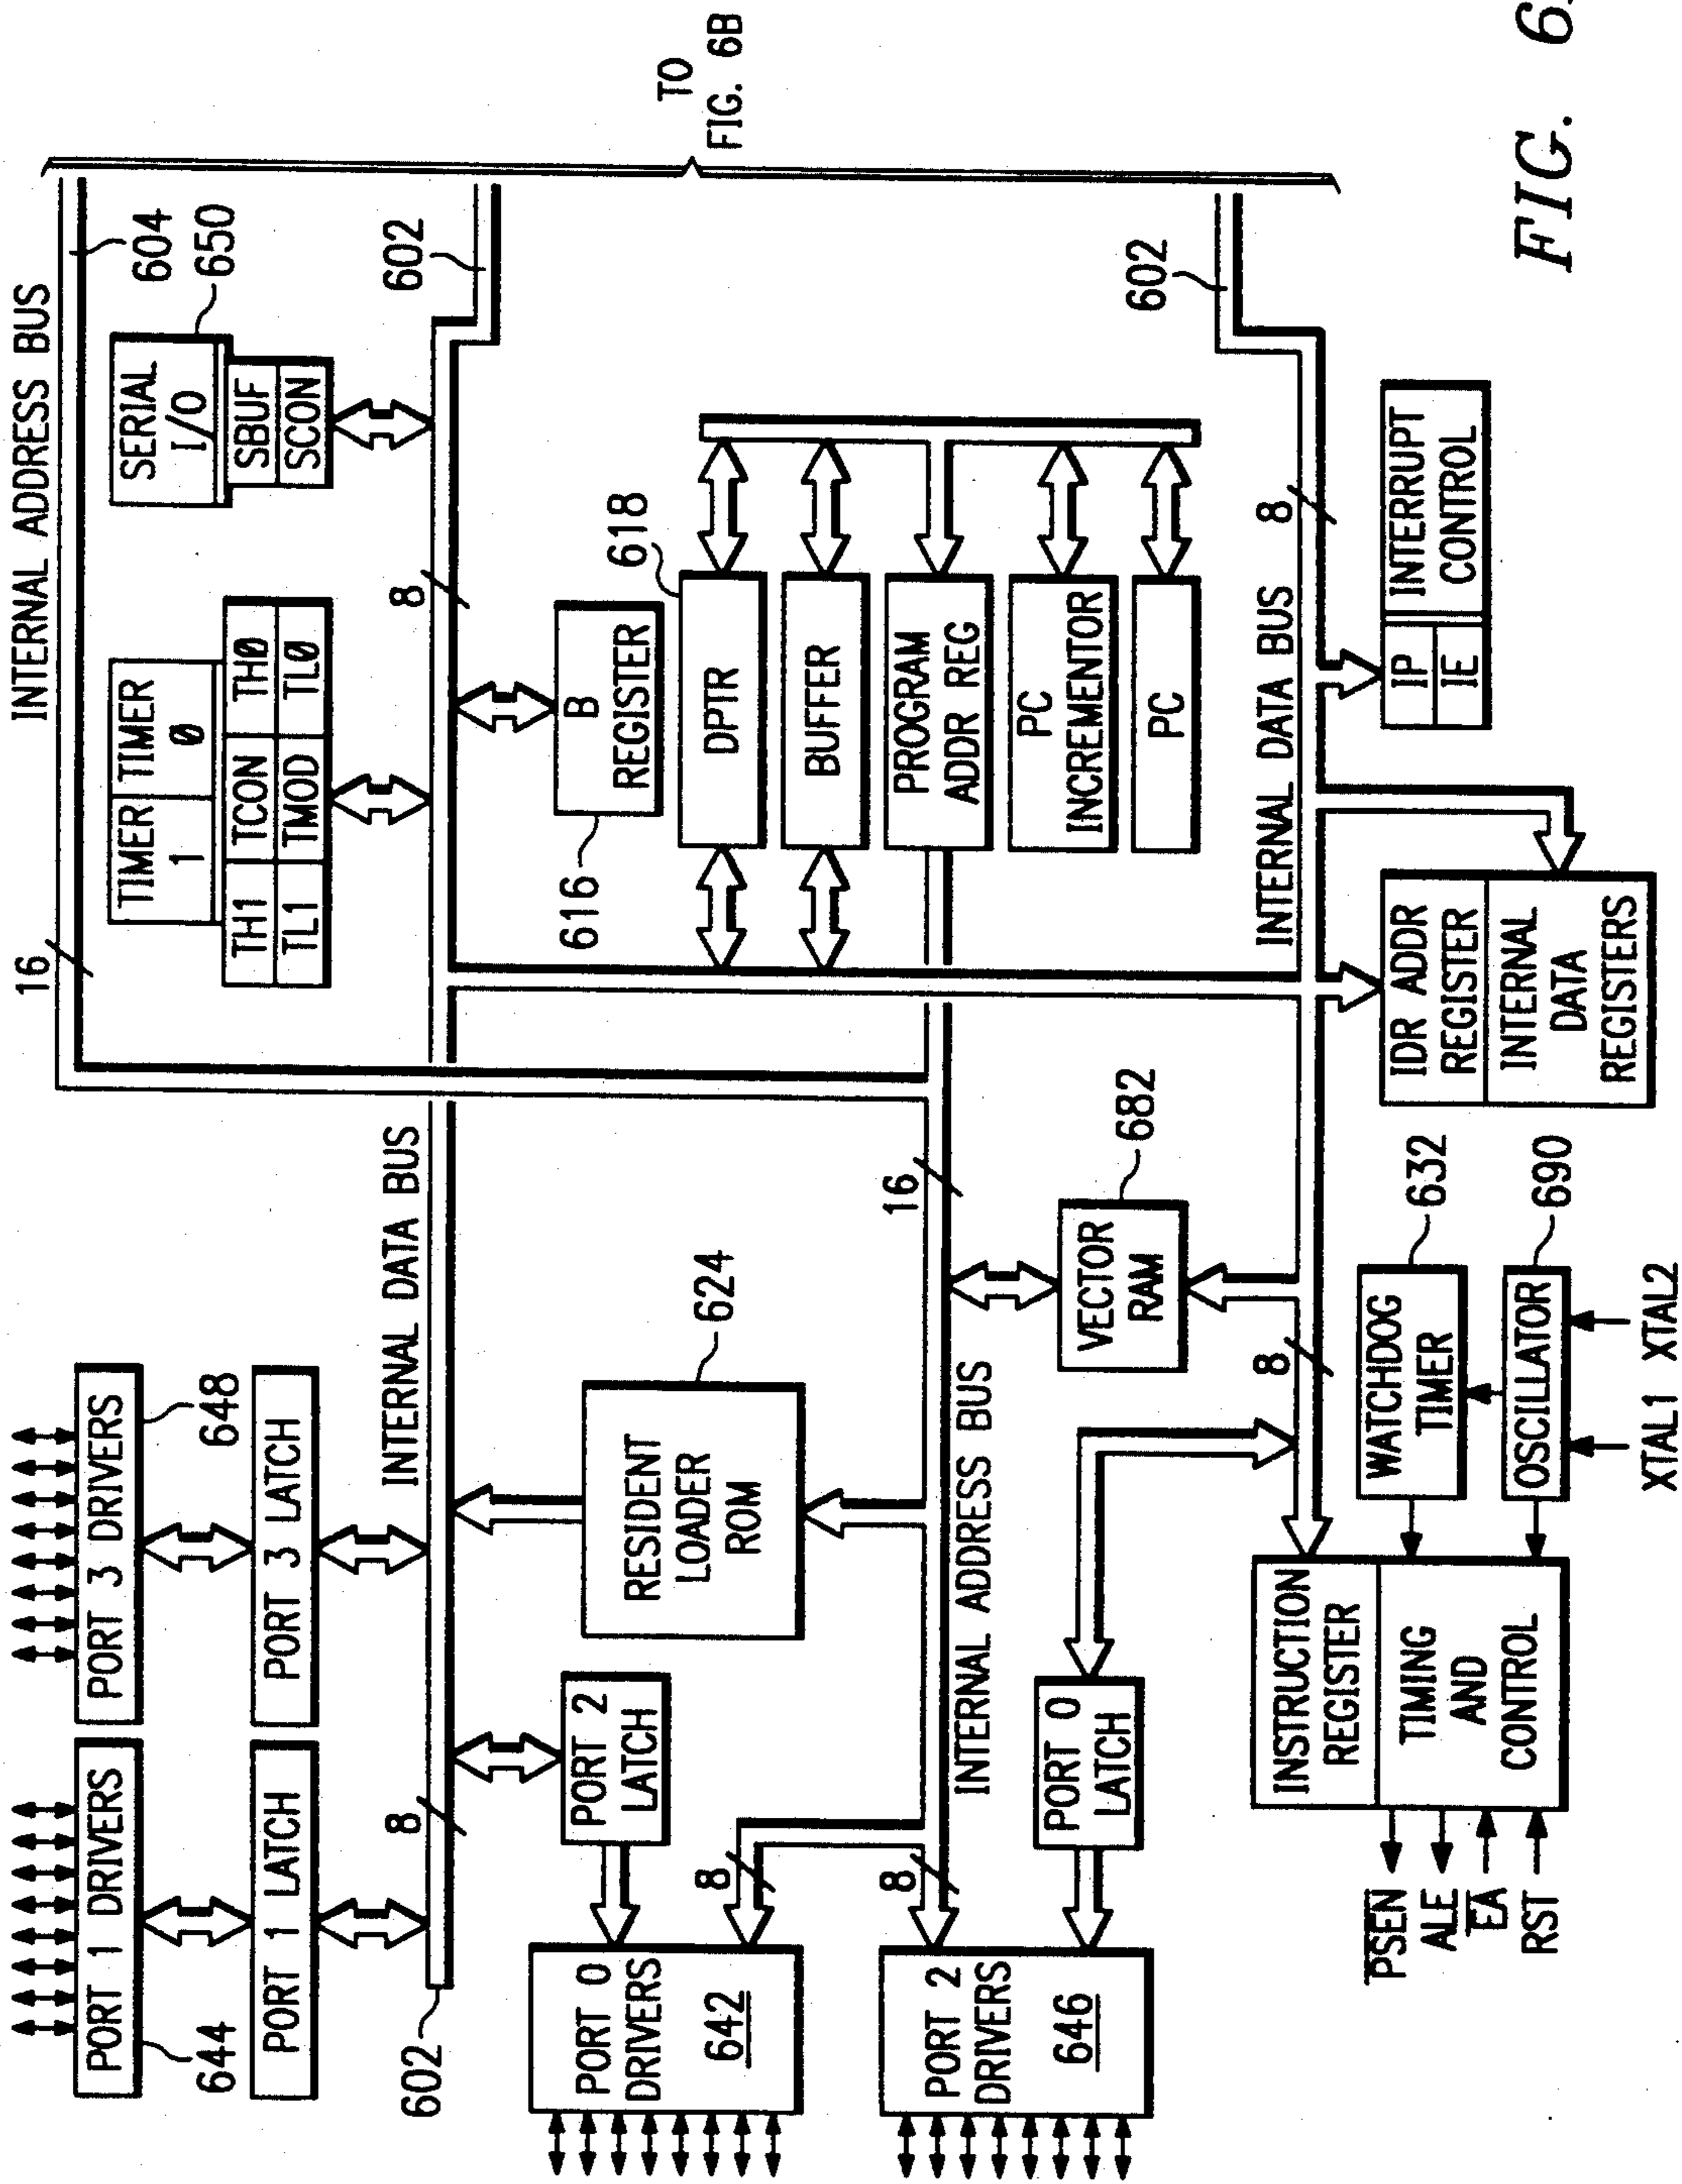 INTERNAL ADDRESS BUS
16
604
TIMER
1
TIMER
0
TH1
TCON
TH0
TL1
TMOD
TL0
SERIAL
I/O
SBUF
SCON
650
PORT 1 DRIVERS
644
PORT 1 LATCH
PORT 3 DRIVERS
648
PORT 3 LATCH
INTERNAL DATA BUS
602
8
8
602
PORT 2
LATCH
PORT 0
DRIVERS
642
8
RESIDENT
LOADER
ROM
624
B
REGISTER
616
DPTR
618
BUFFER
PROGRAM
ADDR REG
PC
INCREMENTOR
PC
TO
FIG. 6B
8
16
INTERNAL ADDRESS BUS
PORT 2
DRIVERS
646
PORT 0
LATCH
VECTOR
RAM
682
INTERNAL DATA BUS
8
8
602
INSTRUCTION
REGISTER
TIMING
AND
CONTROL
PSEN
ALE
EA
RST
WATCHDOG
TIMER
632
OSCILLATOR
690
XTAL1
XTAL2
IDR ADDR
REGISTER
INTERNAL
DATA
REGISTERS
IP
IE
INTERRUPT
CONTROL
FIG. 6